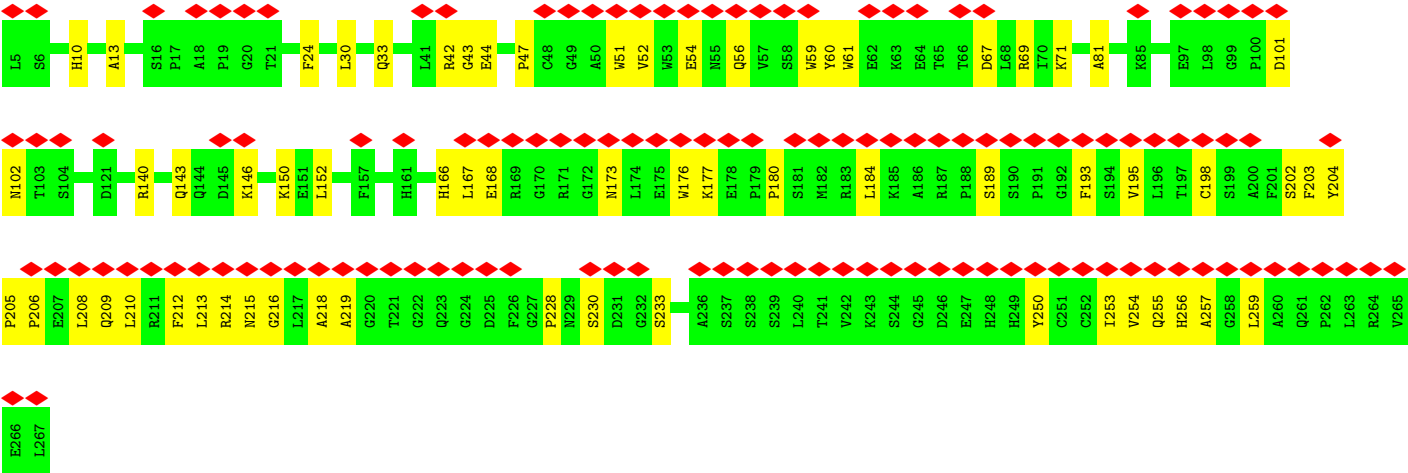 L5 S6 H10 A13 S16 P17 A18 P19 G20 T21 F24 L30 Q33 L41 R42 G43 E44 P47 C48 G49 A50 W51 V52 W53 E54 N55 Q56 V57 S58 W59 Y60 W61 E62 K63 E64 T65 T66 D67 L68 R69 I70 K71 A81 K85 E97 L98 G99 P100 D101
N102 T103 S104 D121 R140 Q143 Q144 D145 K146 K150 E151 L152 F157 H161 H166 L167 E168 R169 G170 R171 G172 N173 L174 E175 W176 K177 E178 P179 P180 S181 M182 R183 L184 K185 A186 R187 P188 S189 S190 P191 G192 F193 S194 V195 L196 T197 C198 S199 A200 F201 S202 F203 Y204
P205 P206 E207 L208 Q209 L210 R211 F212 L213 R214 N215 G216 L217 A218 A219 G220 T221 G222 Q223 G224 D225 F226 G227 P228 N229 S230 D231 G232 S233 A236 S237 S238 S239 L240 T241 V242 K243 S244 G245 D246 E247 H248 H249 Y250 C251 C252 I253 V254 Q255 H256 A257 G258 L259 A260 Q261 P262 L263 R264 V265
E266 L267